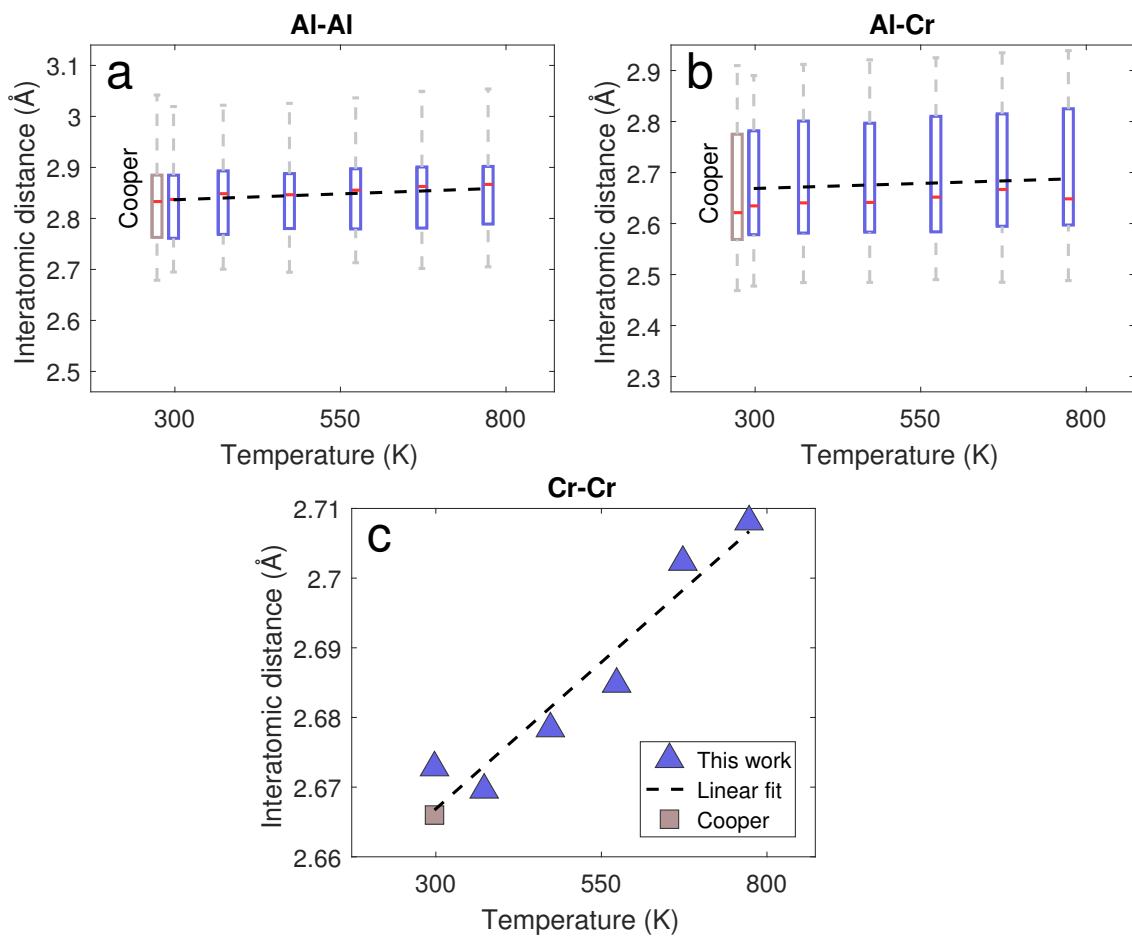 Al-Al
a
Interatomic distance (Å)
3.1
3
2.9
2.8
2.7
2.6
2.5
Cooper
300
550
800
Temperature (K)
Al-Cr
b
Interatomic distance (Å)
2.9
2.8
2.7
2.6
2.5
2.4
2.3
Cooper
300
550
800
Temperature (K)
Cr-Cr
c
Interatomic distance (Å)
2.71
2.7
2.69
2.68
2.67
2.66
This work
Linear fit
Cooper
300
550
800
Temperature (K)